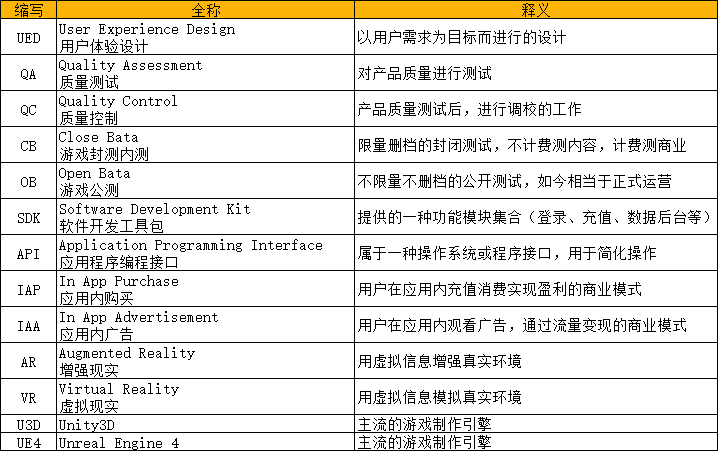 缩写 全称 释义
UED User Experience Design 用户体验设计 以用户需求为目标而进行的设计
QA Quality Assessment 质量测试 对产品质量进行测试
QC Quality Control 质量控制 产品质量测试后，进行调校的工作
CB Close Bata 游戏封测内测 限量删档的封闭测试，不计费测内容，计费测商业
OB Open Bata 游戏公测 不限量不删档的公开测试，如今相当于正式运营
SDK Software Development Kit 软件开发工具包 提供的一种功能模块集合（登录、充值、数据后台等）
API Application Programming Interface 应用程序编程接口 属于一种操作系统或程序接口，用于简化操作
IAP In App Purchase 应用内购买 用户在应用内充值消费实现盈利的商业模式
IAA In App Advertisement 应用内广告 用户在应用内观看广告，通过流量变现的商业模式
AR Augmented Reality 增强现实 用虚拟信息增强真实环境
VR Virtual Reality 虚拟现实 用虚拟信息模拟真实环境
U3D Unity3D 主流的游戏制作引擎
UE4 Unreal Engine 4 主流的游戏制作引擎